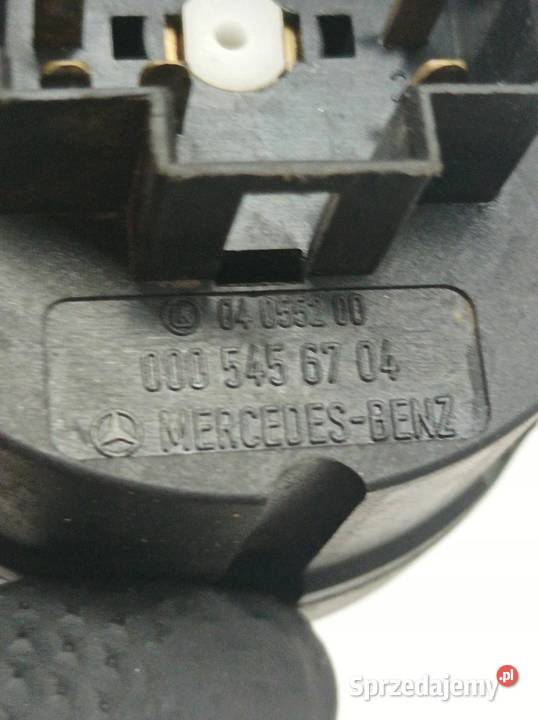 K 04 0552 00
000 545 67 04
MERCEDES-BENZ
Sprzedajemy.pl